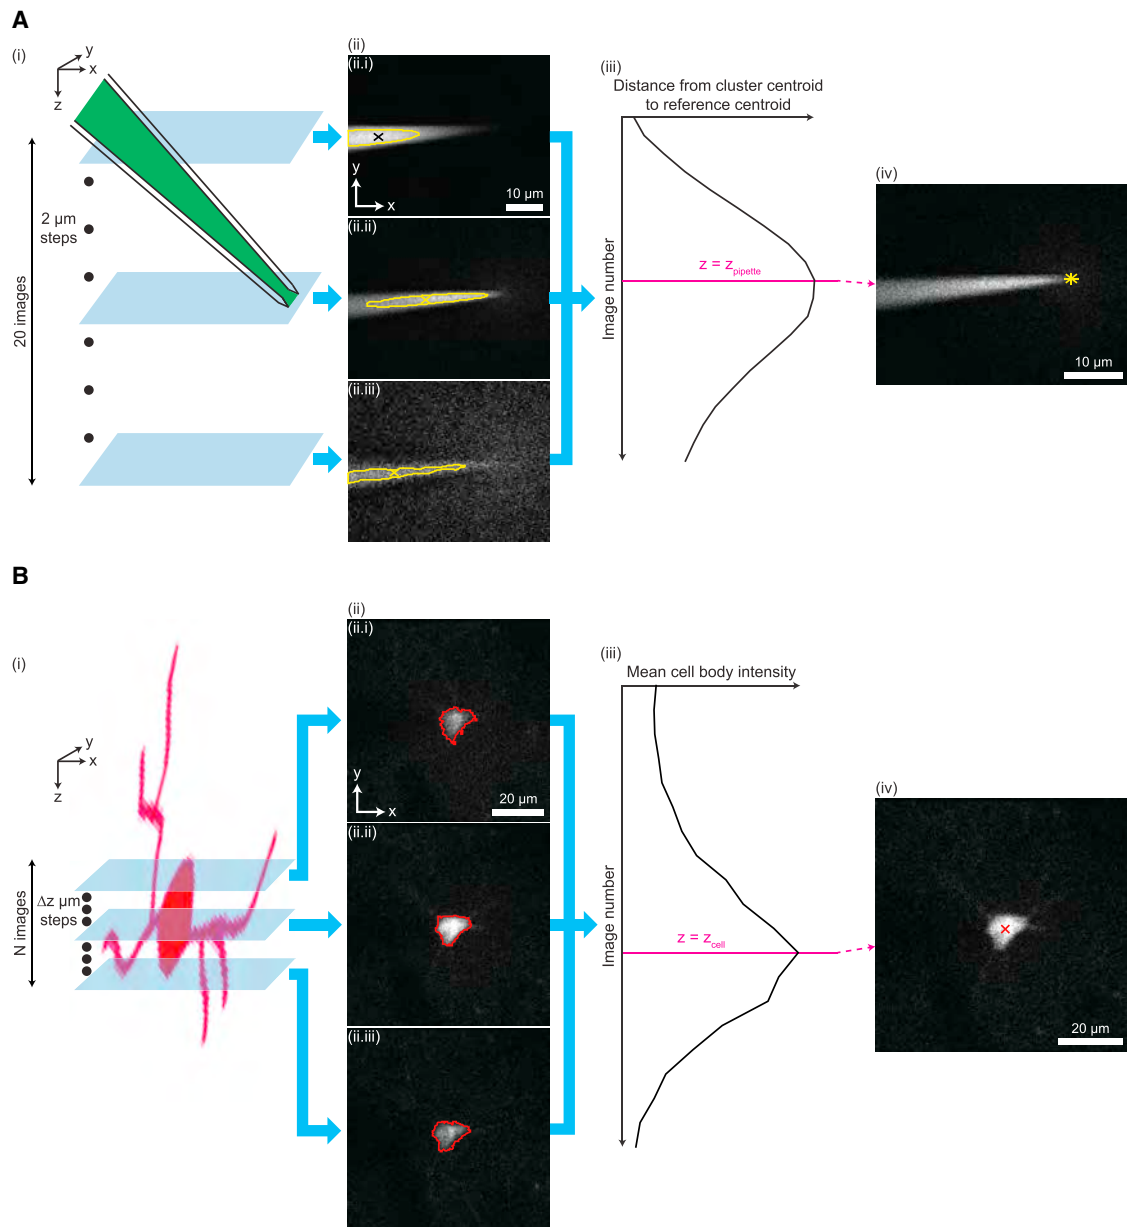 A
(i)
y
x
z
2 µm
steps
20 images
(ii)
(ii.i)
y
x
10 µm
(ii.ii)
(ii.iii)
(iii)
Distance from cluster centroid
to reference centroid
Image number
z = zpipette
(iv)
10 µm
B
(i)
y
x
z
N images
Δz µm
steps
(ii)
(ii.i)
y
x
20 µm
(ii.ii)
(ii.iii)
(iii)
Mean cell body intensity
Image number
z = zcell
(iv)
20 µm